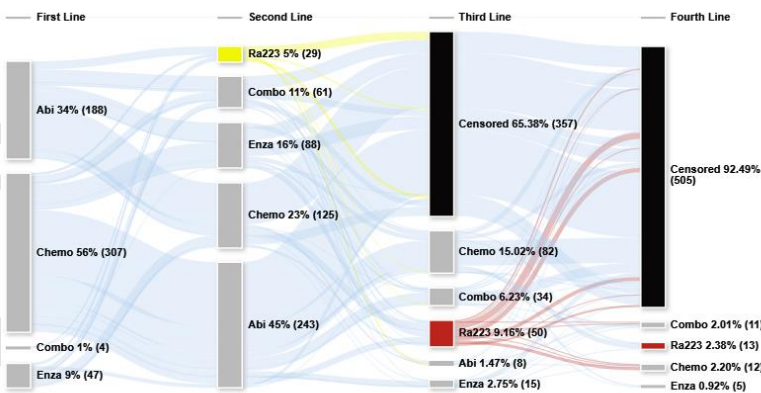 First Line
Second Line
Third Line
Fourth Line
Abi 34% (188)
Chemo 56% (307)
Combo 1% (4)
Enza 9% (47)
Ra223 5% (29)
Combo 11% (61)
Enza 16% (88)
Chemo 23% (125)
Abi 45% (243)
Censored 65.38% (357)
Chemo 15.02% (82)
Combo 6.23% (34)
Ra223 9.16% (50)
Abi 1.47% (8)
Enza 2.75% (15)
Censored 92.49%
(505)
Combo 2.01% (11)
Ra223 2.38% (13)
Chemo 2.20% (12)
Enza 0.92% (5)